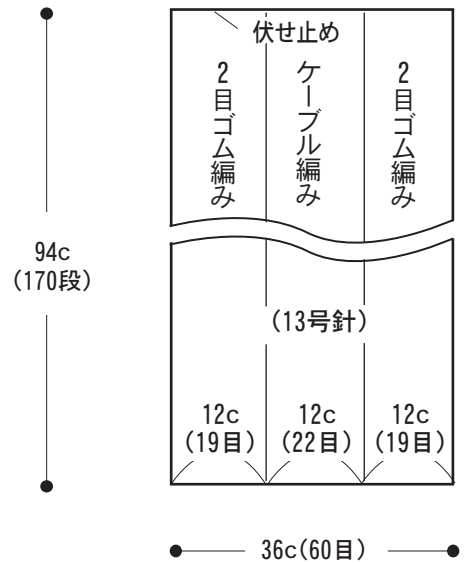 伏せ止め
2目ゴム編み
ケーブル編み
2目ゴム編み
94c
(170段)
(13号針)
12c
(19目)
12c
(22目)
12c
(19目)
36c(60目)